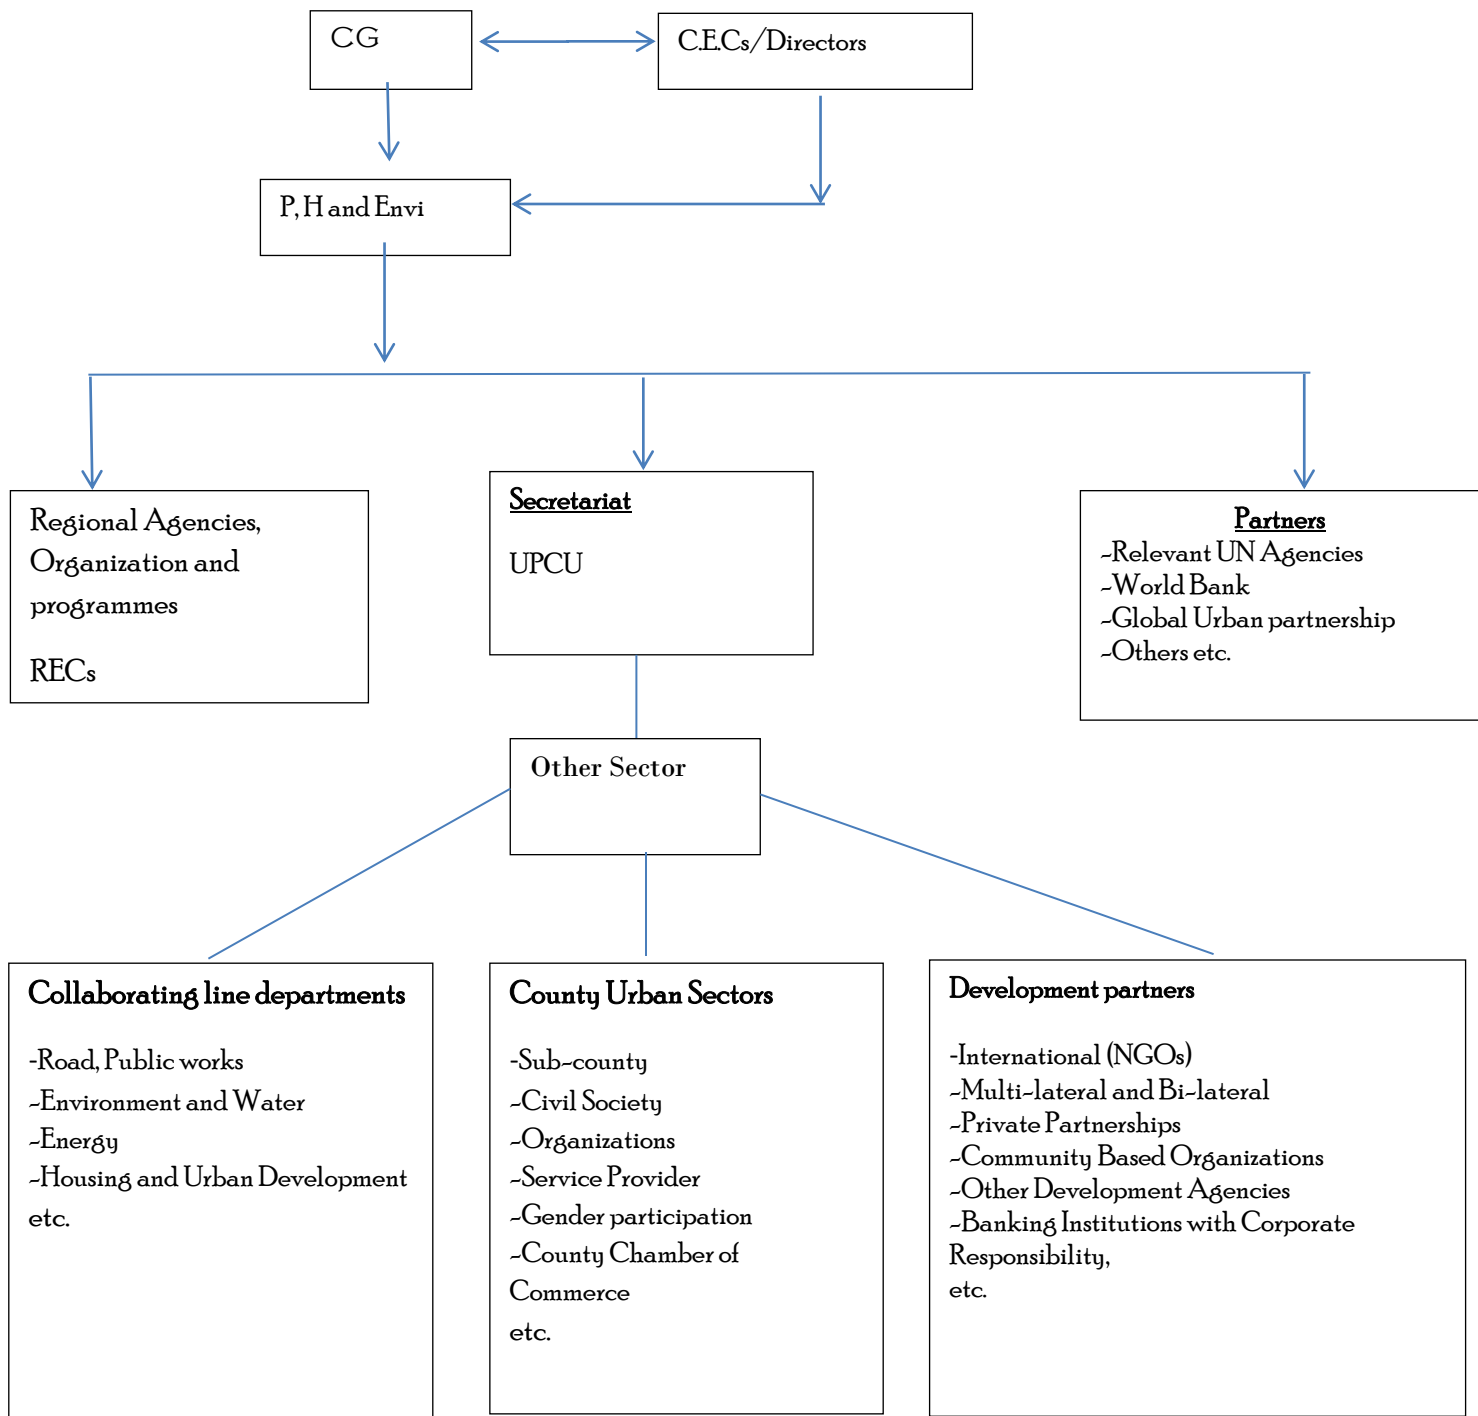 CG
C.E.Cs/Directors
P, H and Envi
Regional Agencies,
Organization and
programmes
RECs
Secretariat
UPCU
Partners
-Relevant UN Agencies
-World Bank
-Global Urban partnership
-Others etc.
Other Sector
Collaborating line departments
-Road, Public works
-Environment and Water
-Energy
-Housing and Urban Development
etc.
County Urban Sectors
-Sub-county
-Civil Society
-Organizations
-Service Provider
-Gender participation
-County Chamber of
Commerce
etc.
Development partners
-International (NGOs)
-Multi-lateral and Bi-lateral
-Private Partnerships
-Community Based Organizations
-Other Development Agencies
-Banking Institutions with Corporate
Responsibility,
etc.